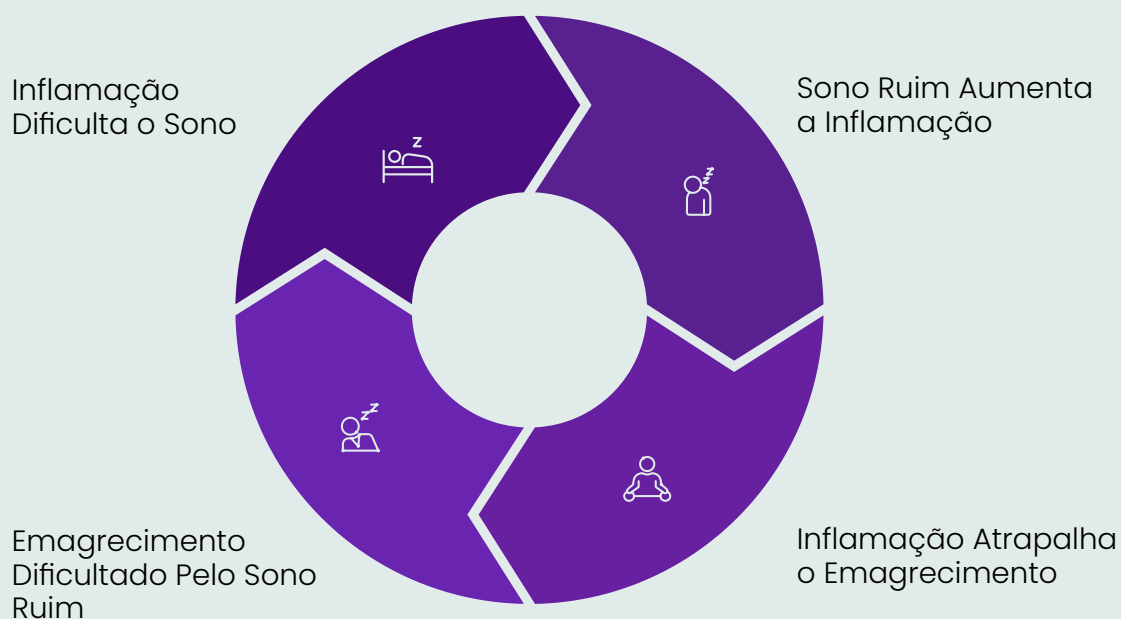 Inflamação
Dificulta o Sono
Sono Ruim Aumenta
a Inflamação
Emagrecimento
Dificultado Pelo Sono
Ruim
Inflamação Atrapalha
o Emagrecimento